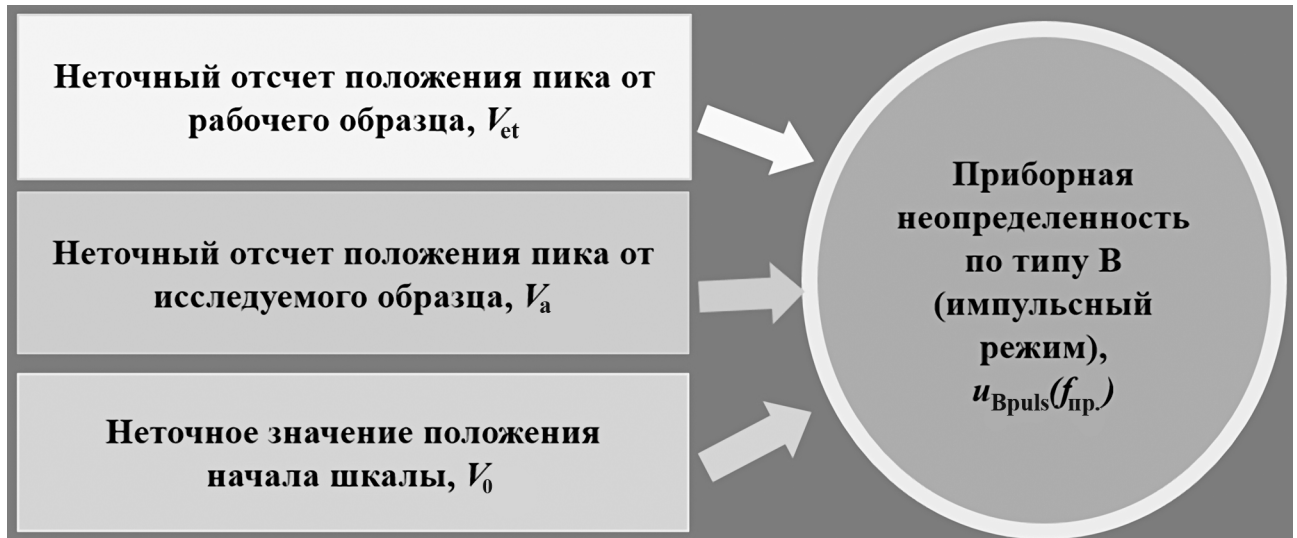 Неточный отсчет положения пика от
рабочего образца, Vet
Неточный отсчет положения пика от
исследуемого образца, Va
Неточное значение положения
начала шкалы, V0
Приборная
неопределенность
по типу В
(импульсный
режим),
uBpuls(fпр.)